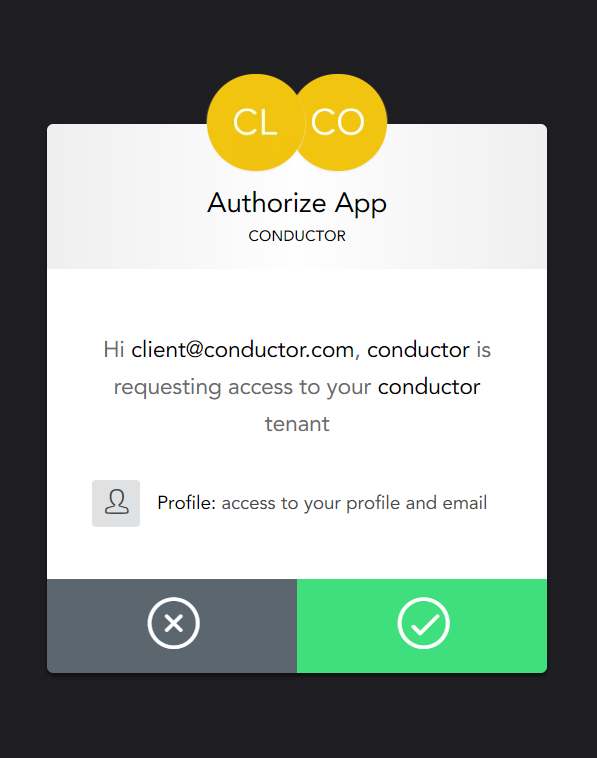 CL CO
Authorize App
CONDUCTOR
Hi client@conductor.com, conductor is
requesting access to your conductor
tenant
Profile: access to your profile and email